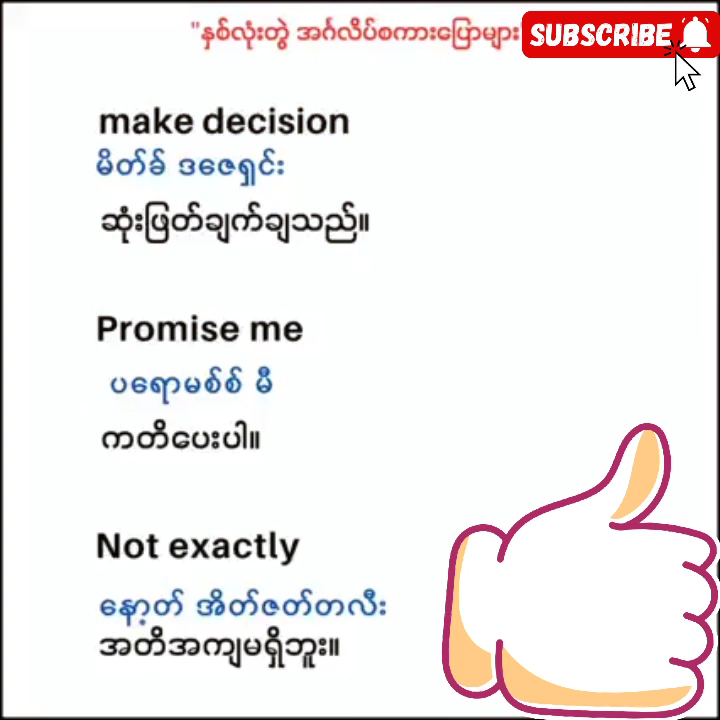 "နှစ်လုံးတွဲ အင်္ဂလိပ်စကားပြောများ
SUBSCRIBE
make decision
မိတ်ခ် ဒဇေရှင်း
ဆုံးဖြတ်ချက်ချသည်။
Promise me
ပရောမစ်စ် မီ
ကတိပေးပါ။
Not exactly
နော့တ် အိတ်ဇတ်တလီး
အတိအကျမရှိဘူး။